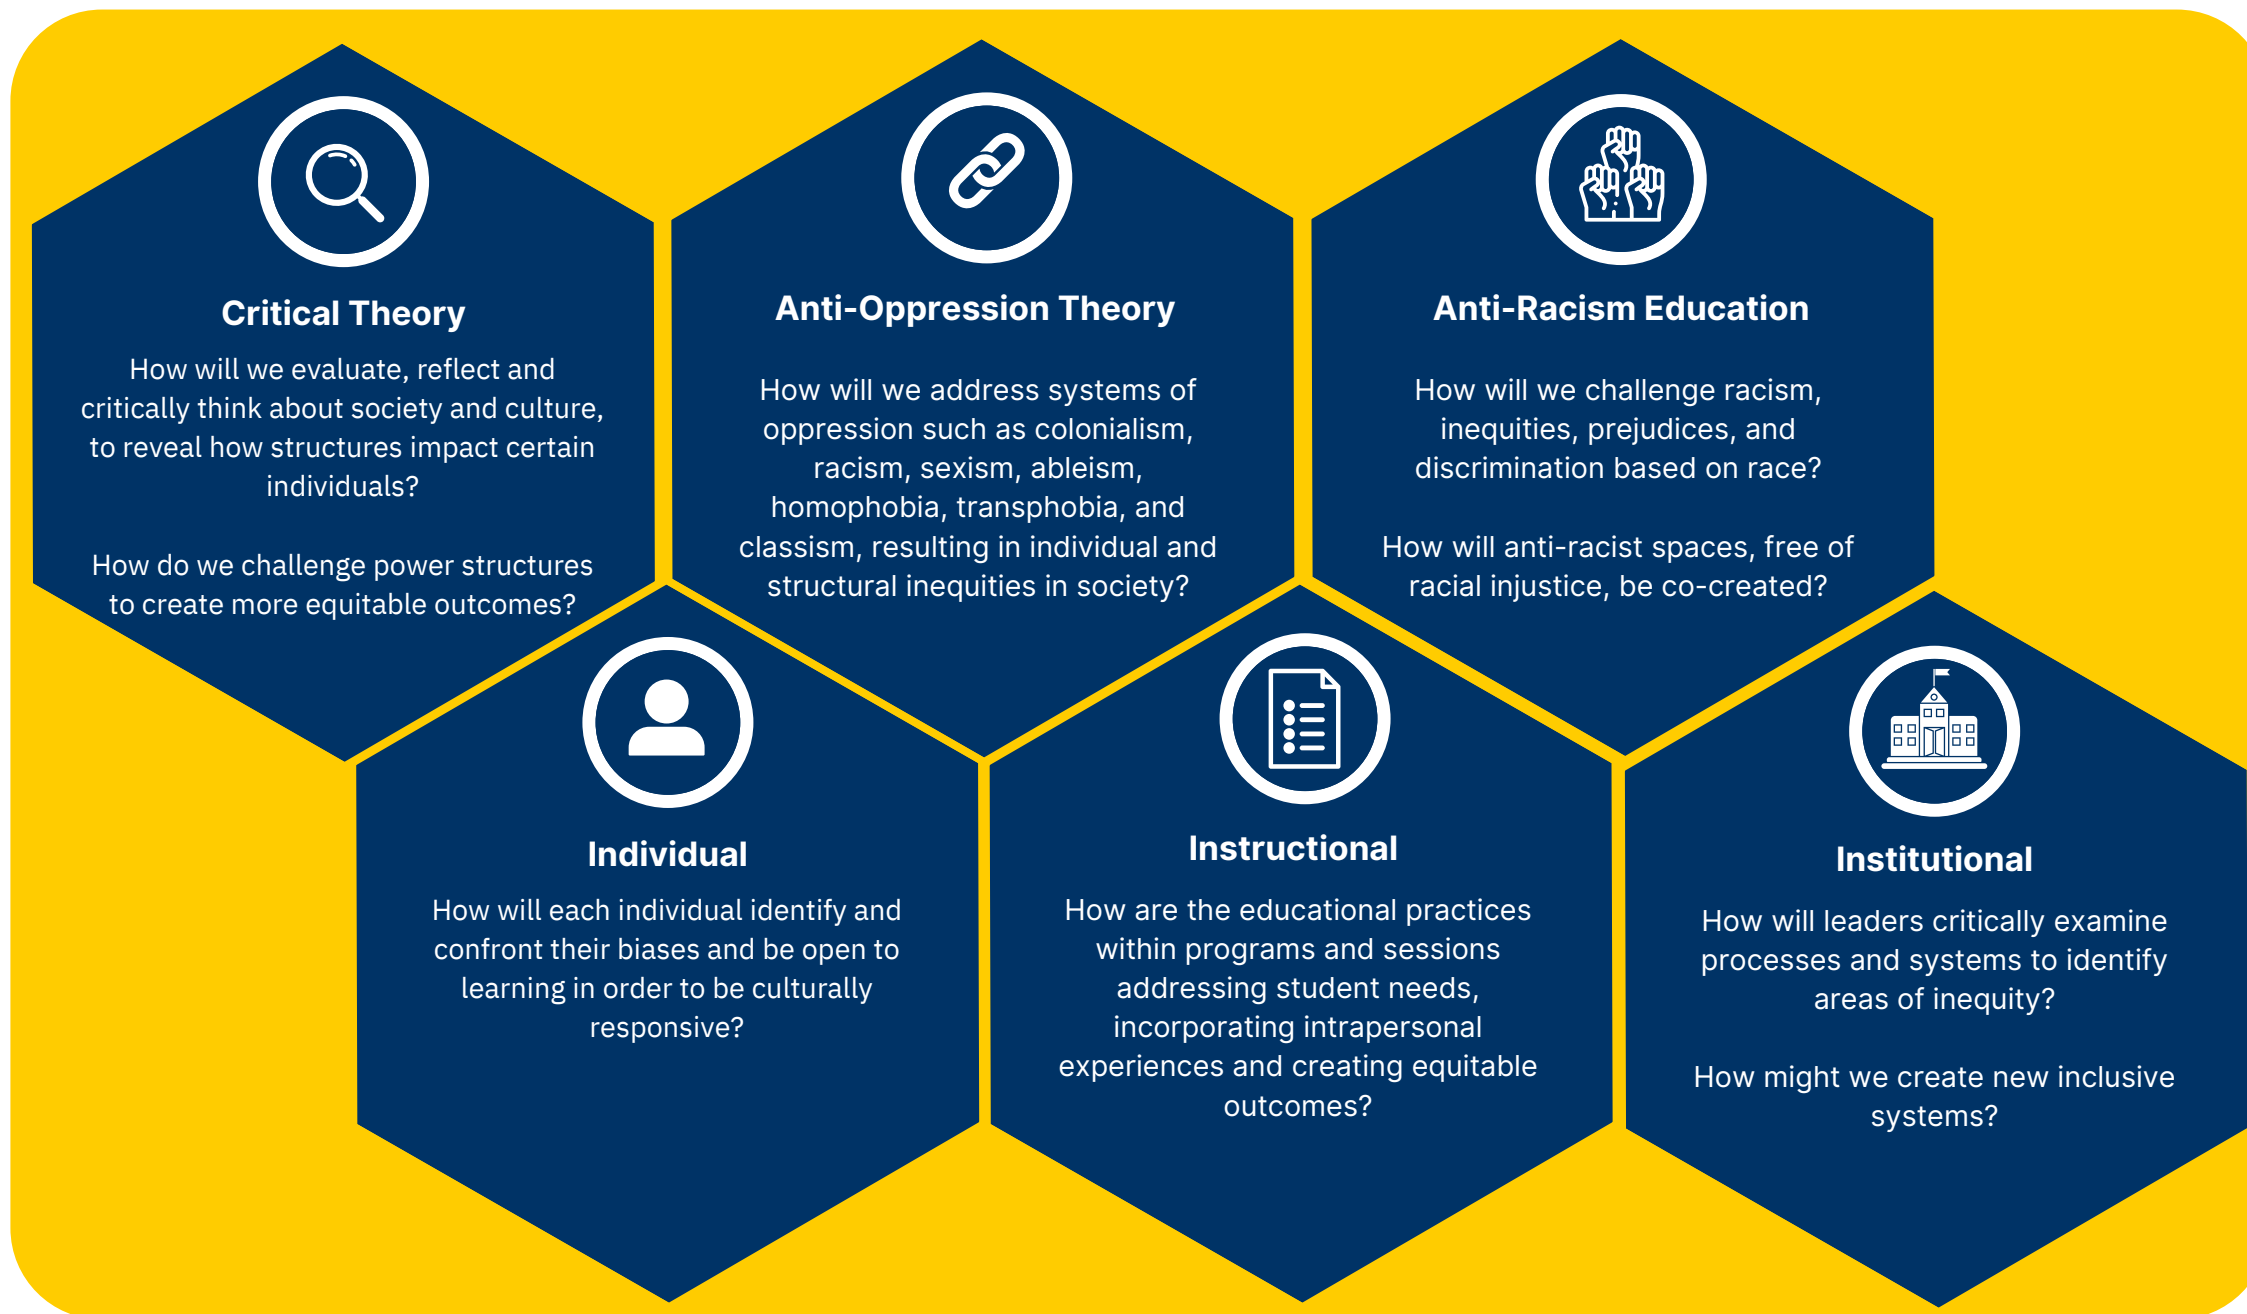 Critical Theory
How will we evaluate, reflect and
critically think about society and culture,
to reveal how structures impact certain
individuals?
How do we challenge power structures
to create more equitable outcomes?
Anti-Oppression Theory
How will we address systems of
oppression such as colonialism,
racism, sexism, ableism,
homophobia, transphobia, and
classism, resulting in individual and
structural inequities in society?
Anti-Racism Education
How will we challenge racism,
inequities, prejudices, and
discrimination based on race?
How will anti-racist spaces, free of
racial injustice, be co-created?
Individual
How will each individual identify and
confront their biases and be open to
learning in order to be culturally
responsive?
Instructional
How are the educational practices
within programs and sessions
addressing student needs,
incorporating intrapersonal
experiences and creating equitable
outcomes?
Institutional
How will leaders critically examine
processes and systems to identify
areas of inequity?
How might we create new inclusive
systems?